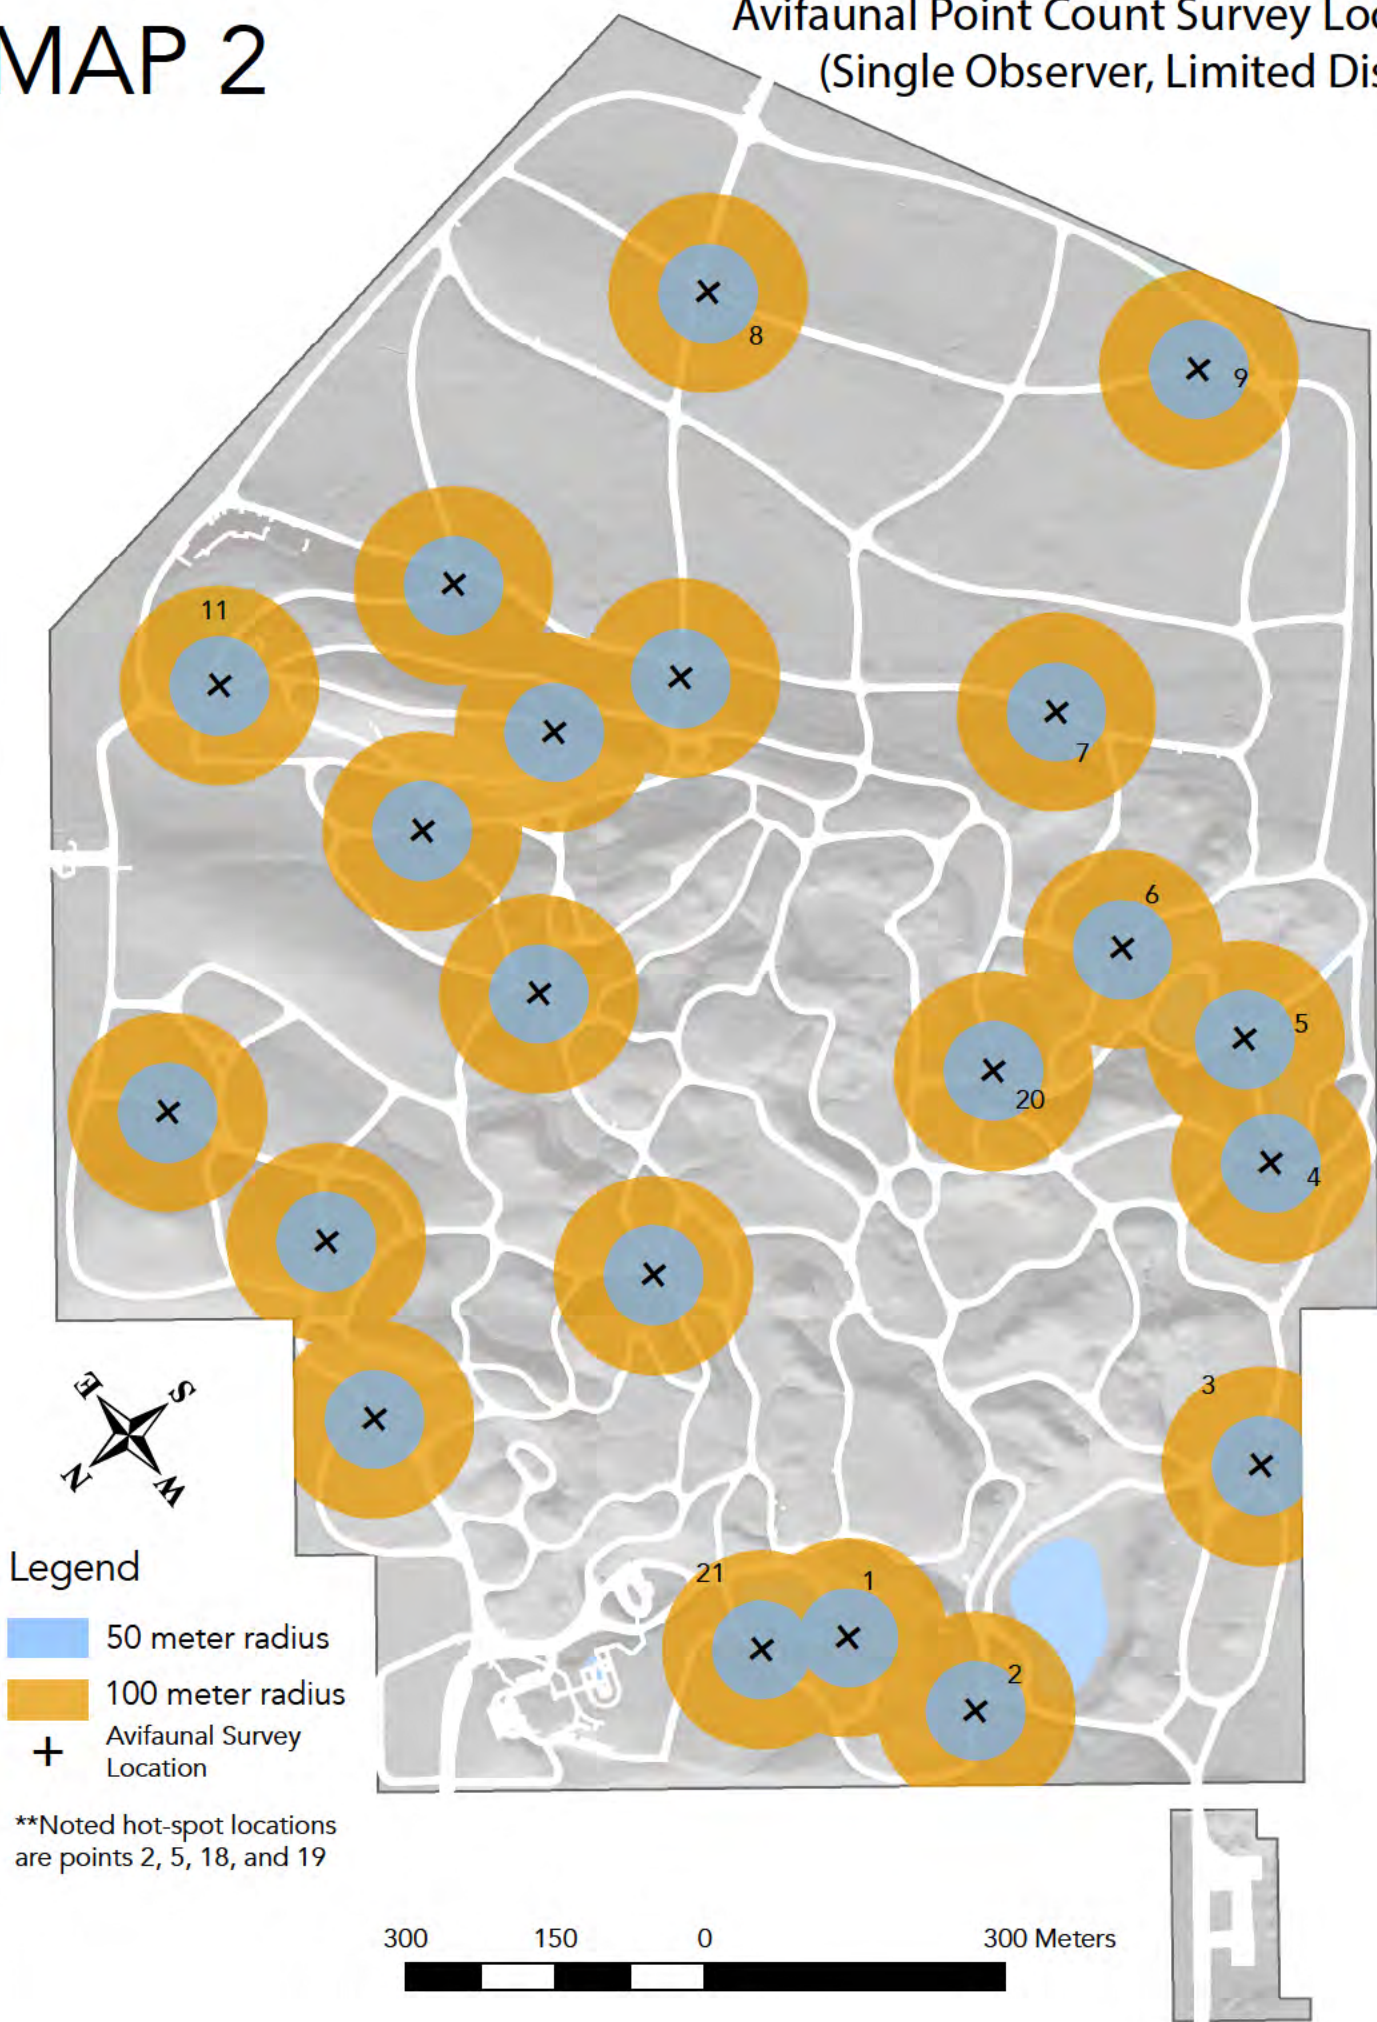 MAP 2
Avifaunal Point Count Survey
(Single Observer, Limited
8
9
11
7
6
5
20
4
3
21
1
2
E
S
N
W
Legend
50 meter radius
100 meter radius
Avifaunal Survey
Location
**Noted hot-spot locations
are points 2, 5, 18, and 19
300 150 0 300 Meters